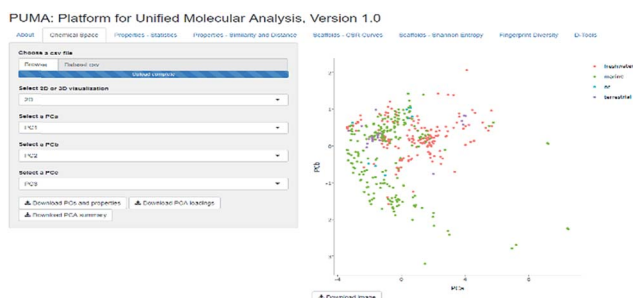 PUMA: Platform for Unified Molecular Analysis, Version 1.0
About Chemical Space Properties - Statistics Properties - Similarity and Distance Scaffolds - CSR Curves Scaffolds - Shannon Entropy Fingerprint Diversity D-Tools
Choose a csv file
Browse Dataset.csv
Upload complete
Select 2D or 3D visualization
2D
Select a PCa
PC1
Select a PCb
PC2
Select a PCc
PC3
Download PCs and properties Download PCA loadings
Download PCA summary
freshwater
marine
terrestrial
PCb
PCa
Download image